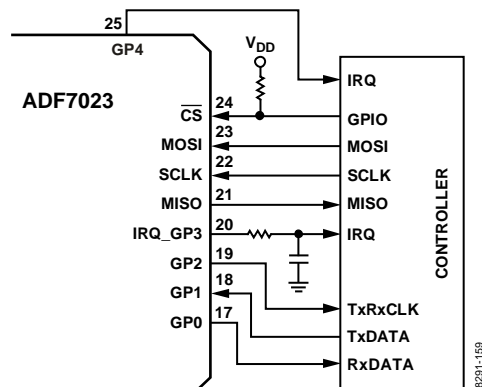 25
GP4
VDD
ADF7023
IRQ
CS 24 GPIO
MOSI 23 MOSI
SCLK 22 SCLK
MISO 21 MISO
IRQ_GP3 20 IRQ
GP2 19
GP1 18 TxRxCLK
GP0 17 TxDATA
RxDATA
CONTROLLER
8291-159